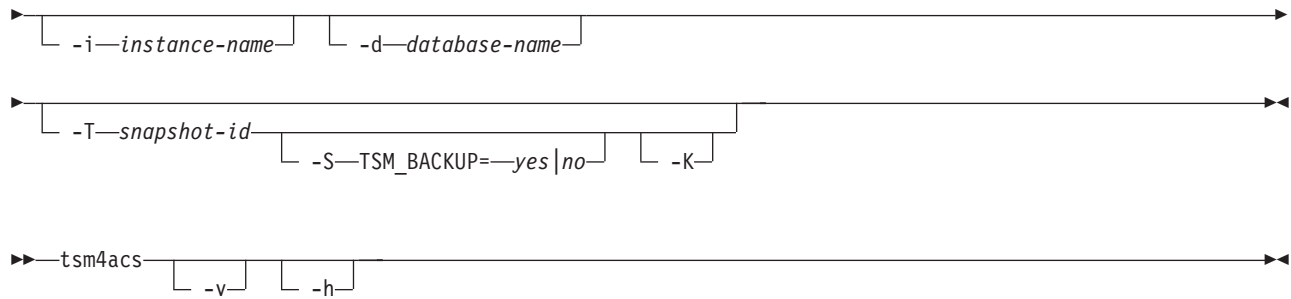 -i instance-name -d database-name
-T snapshot-id
-S TSM_BACKUP= yes|no -K
tsm4acs
-v -h